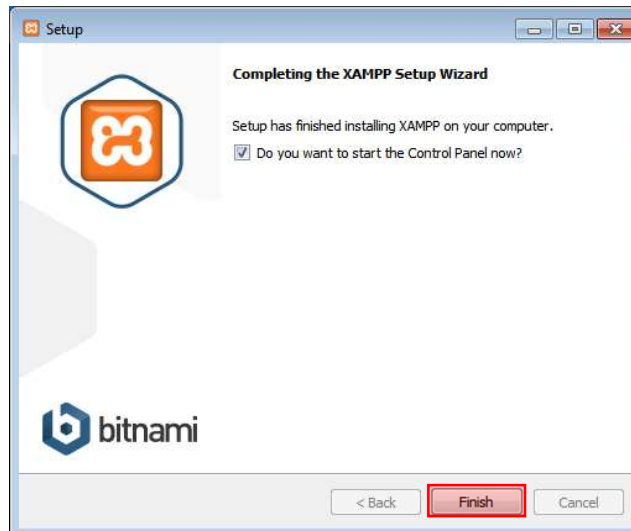 Setup
Completing the XAMPP Setup Wizard
Setup has finished installing XAMPP on your computer.
Do you want to start the Control Panel now?
bitnami
< Back
Finish
Cancel